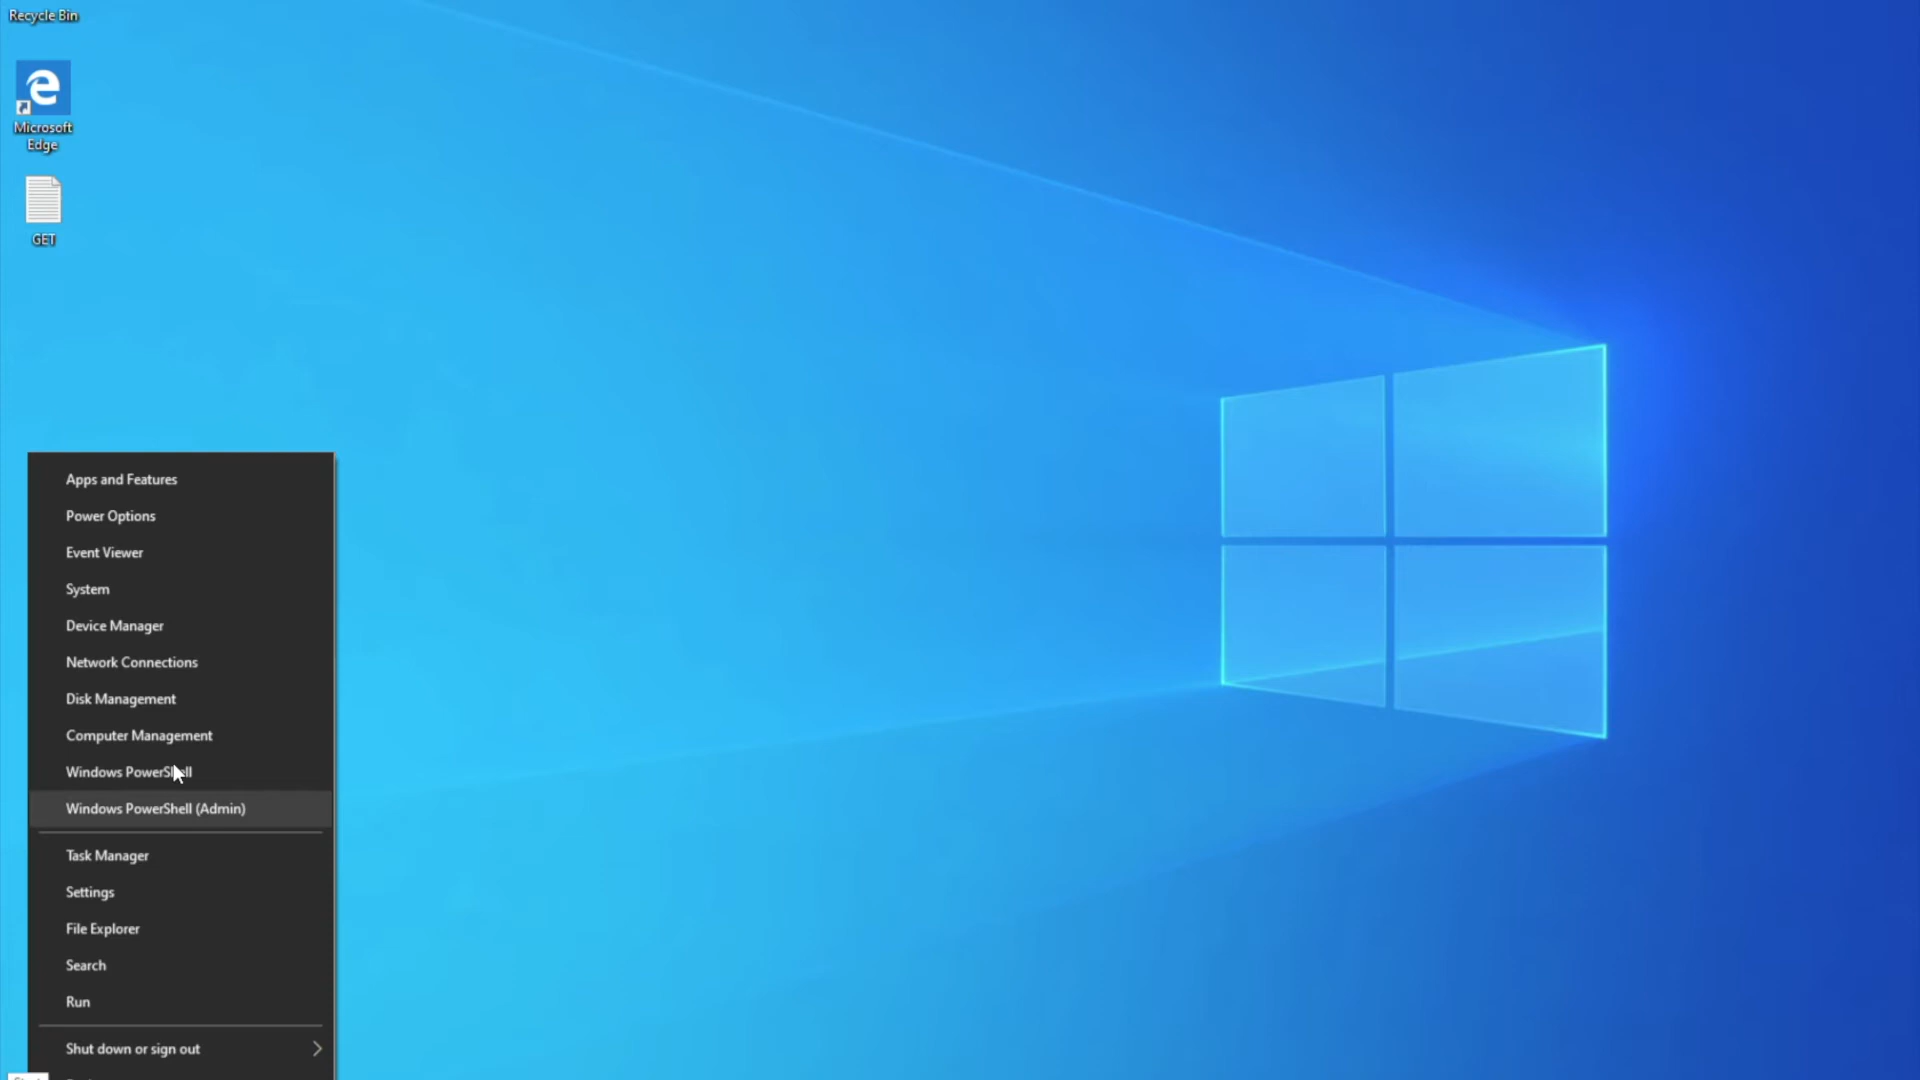 Recycle Bin
Microsoft
Edge
GET
Apps and Features
Power Options
Event Viewer
System
Device Manager
Network Connections
Disk Management
Computer Management
Windows PowerShell
Windows PowerShell (Admin)
Task Manager
Settings
File Explorer
Search
Run
Shut down or sign out